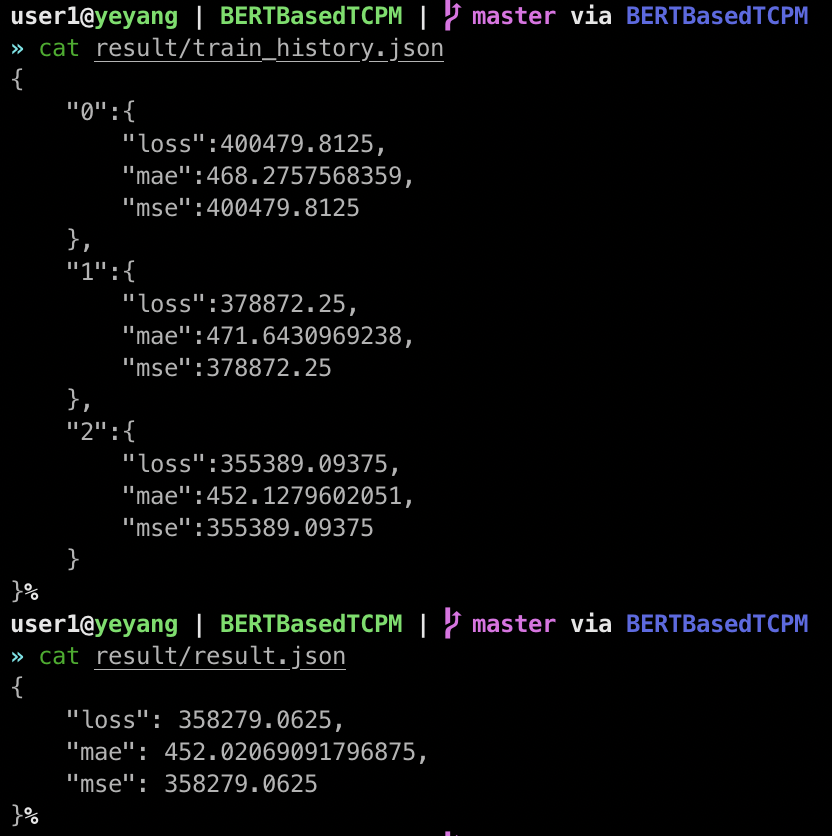 user1@yeyang | BERTBasedTCPM | master via BERTBasedTCPM
» cat result/train_history.json
{
    "0":{
        "loss":400479.8125,
        "mae":468.2757568359,
        "mse":400479.8125
    },
    "1":{
        "loss":378872.25,
        "mae":471.6430969238,
        "mse":378872.25
    },
    "2":{
        "loss":355389.09375,
        "mae":452.1279602051,
        "mse":355389.09375
    }
}%
user1@yeyang | BERTBasedTCPM | master via BERTBasedTCPM
» cat result/result.json
{
    "loss": 358279.0625,
    "mae": 452.02069091796875,
    "mse": 358279.0625
}%